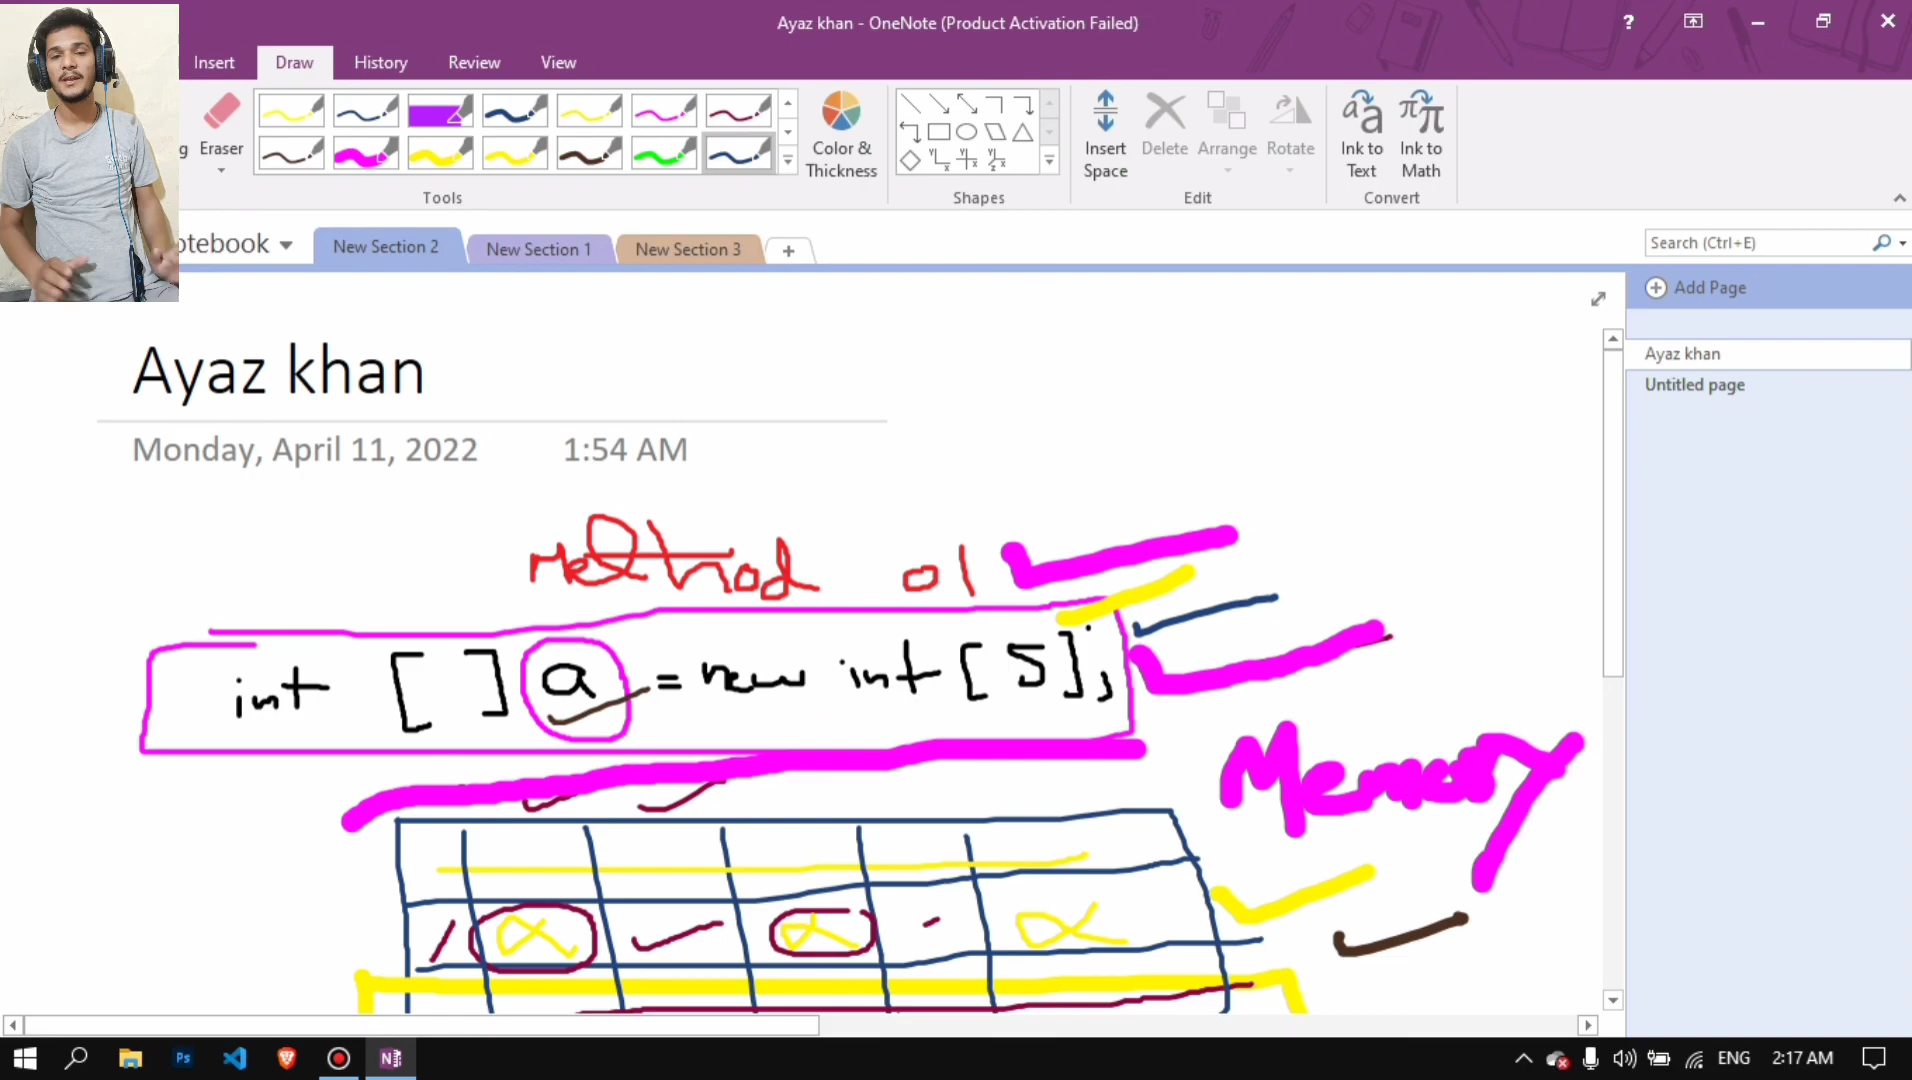 Ayaz khan - OneNote (Product Activation Failed)
Insert Draw History Review View
Eraser
Color & Thickness
Insert Space
Delete
Arrange
Rotate
Ink to Text
Ink to Math
Tools Shapes Edit Convert
otebook New Section 2 New Section 1 New Section 3 +
Search (Ctrl+E)
Add Page
Ayaz khan
Untitled page
Ayaz khan
Monday, April 11, 2022 1:54 AM
Method 01
int [ ] a = new int [5];
Memory
α α α
Ps N ENG 2:17 AM